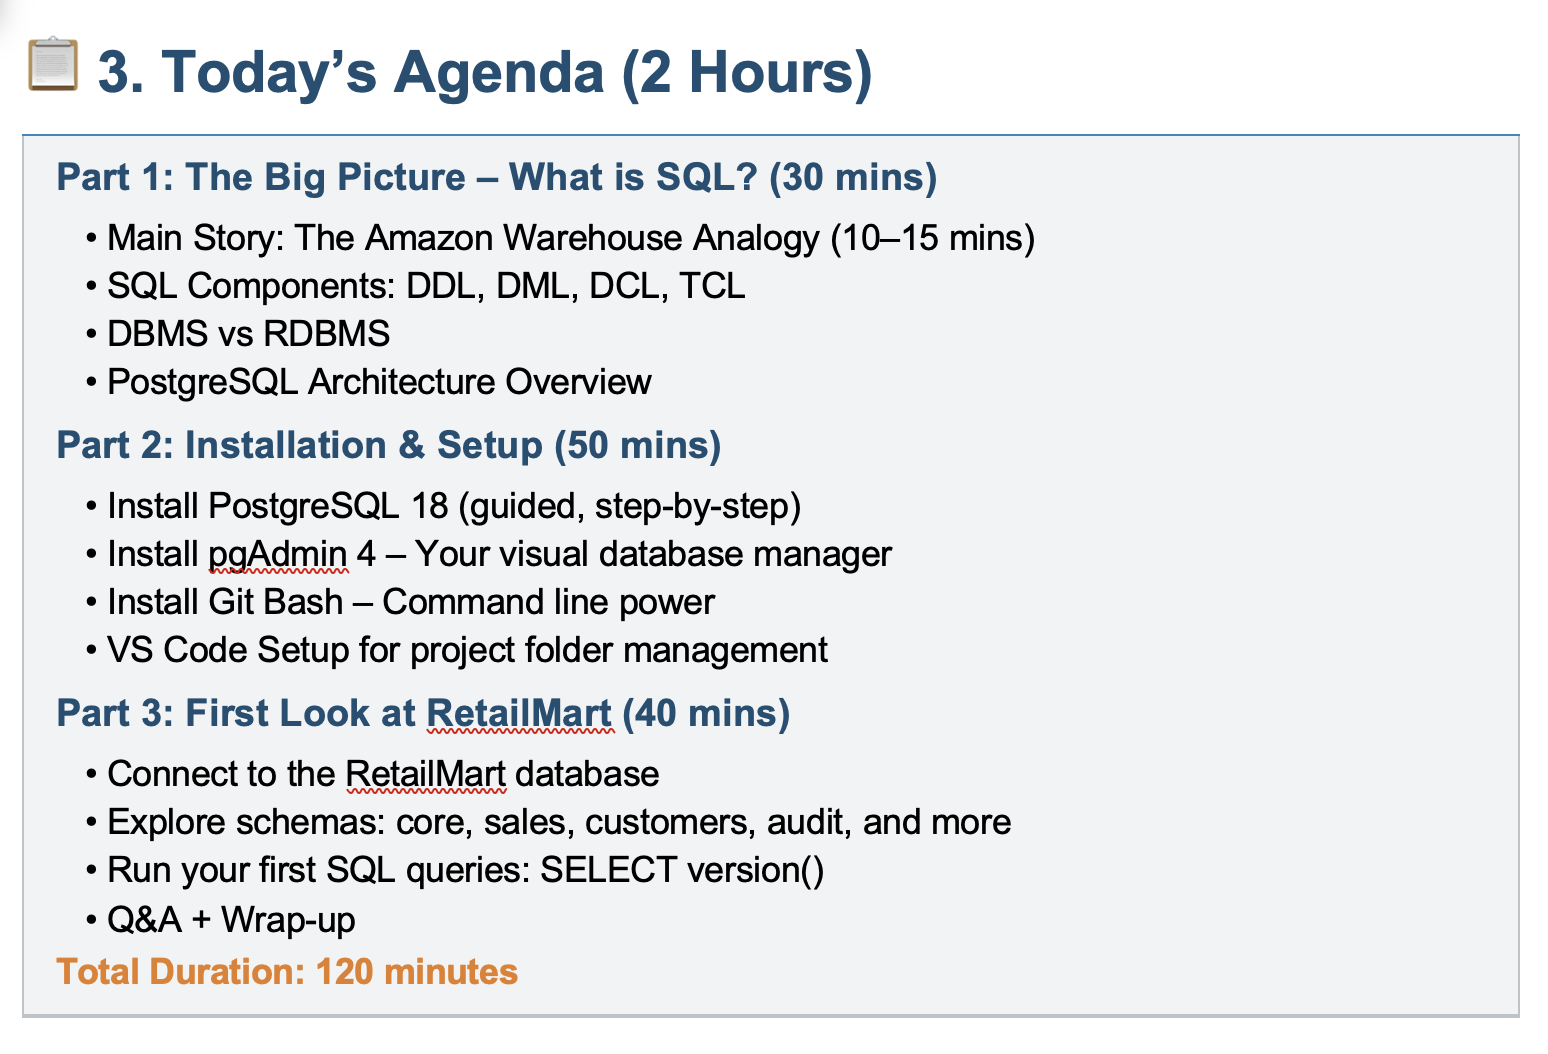 3. Today’s Agenda (2 Hours)
Part 1: The Big Picture – What is SQL? (30 mins)
• Main Story: The Amazon Warehouse Analogy (10–15 mins)
• SQL Components: DDL, DML, DCL, TCL
• DBMS vs RDBMS
• PostgreSQL Architecture Overview
Part 2: Installation & Setup (50 mins)
• Install PostgreSQL 18 (guided, step-by-step)
• Install pgAdmin 4 – Your visual database manager
• Install Git Bash – Command line power
• VS Code Setup for project folder management
Part 3: First Look at RetailMart (40 mins)
• Connect to the RetailMart database
• Explore schemas: core, sales, customers, audit, and more
• Run your first SQL queries: SELECT version()
• Q&A + Wrap-up
Total Duration: 120 minutes